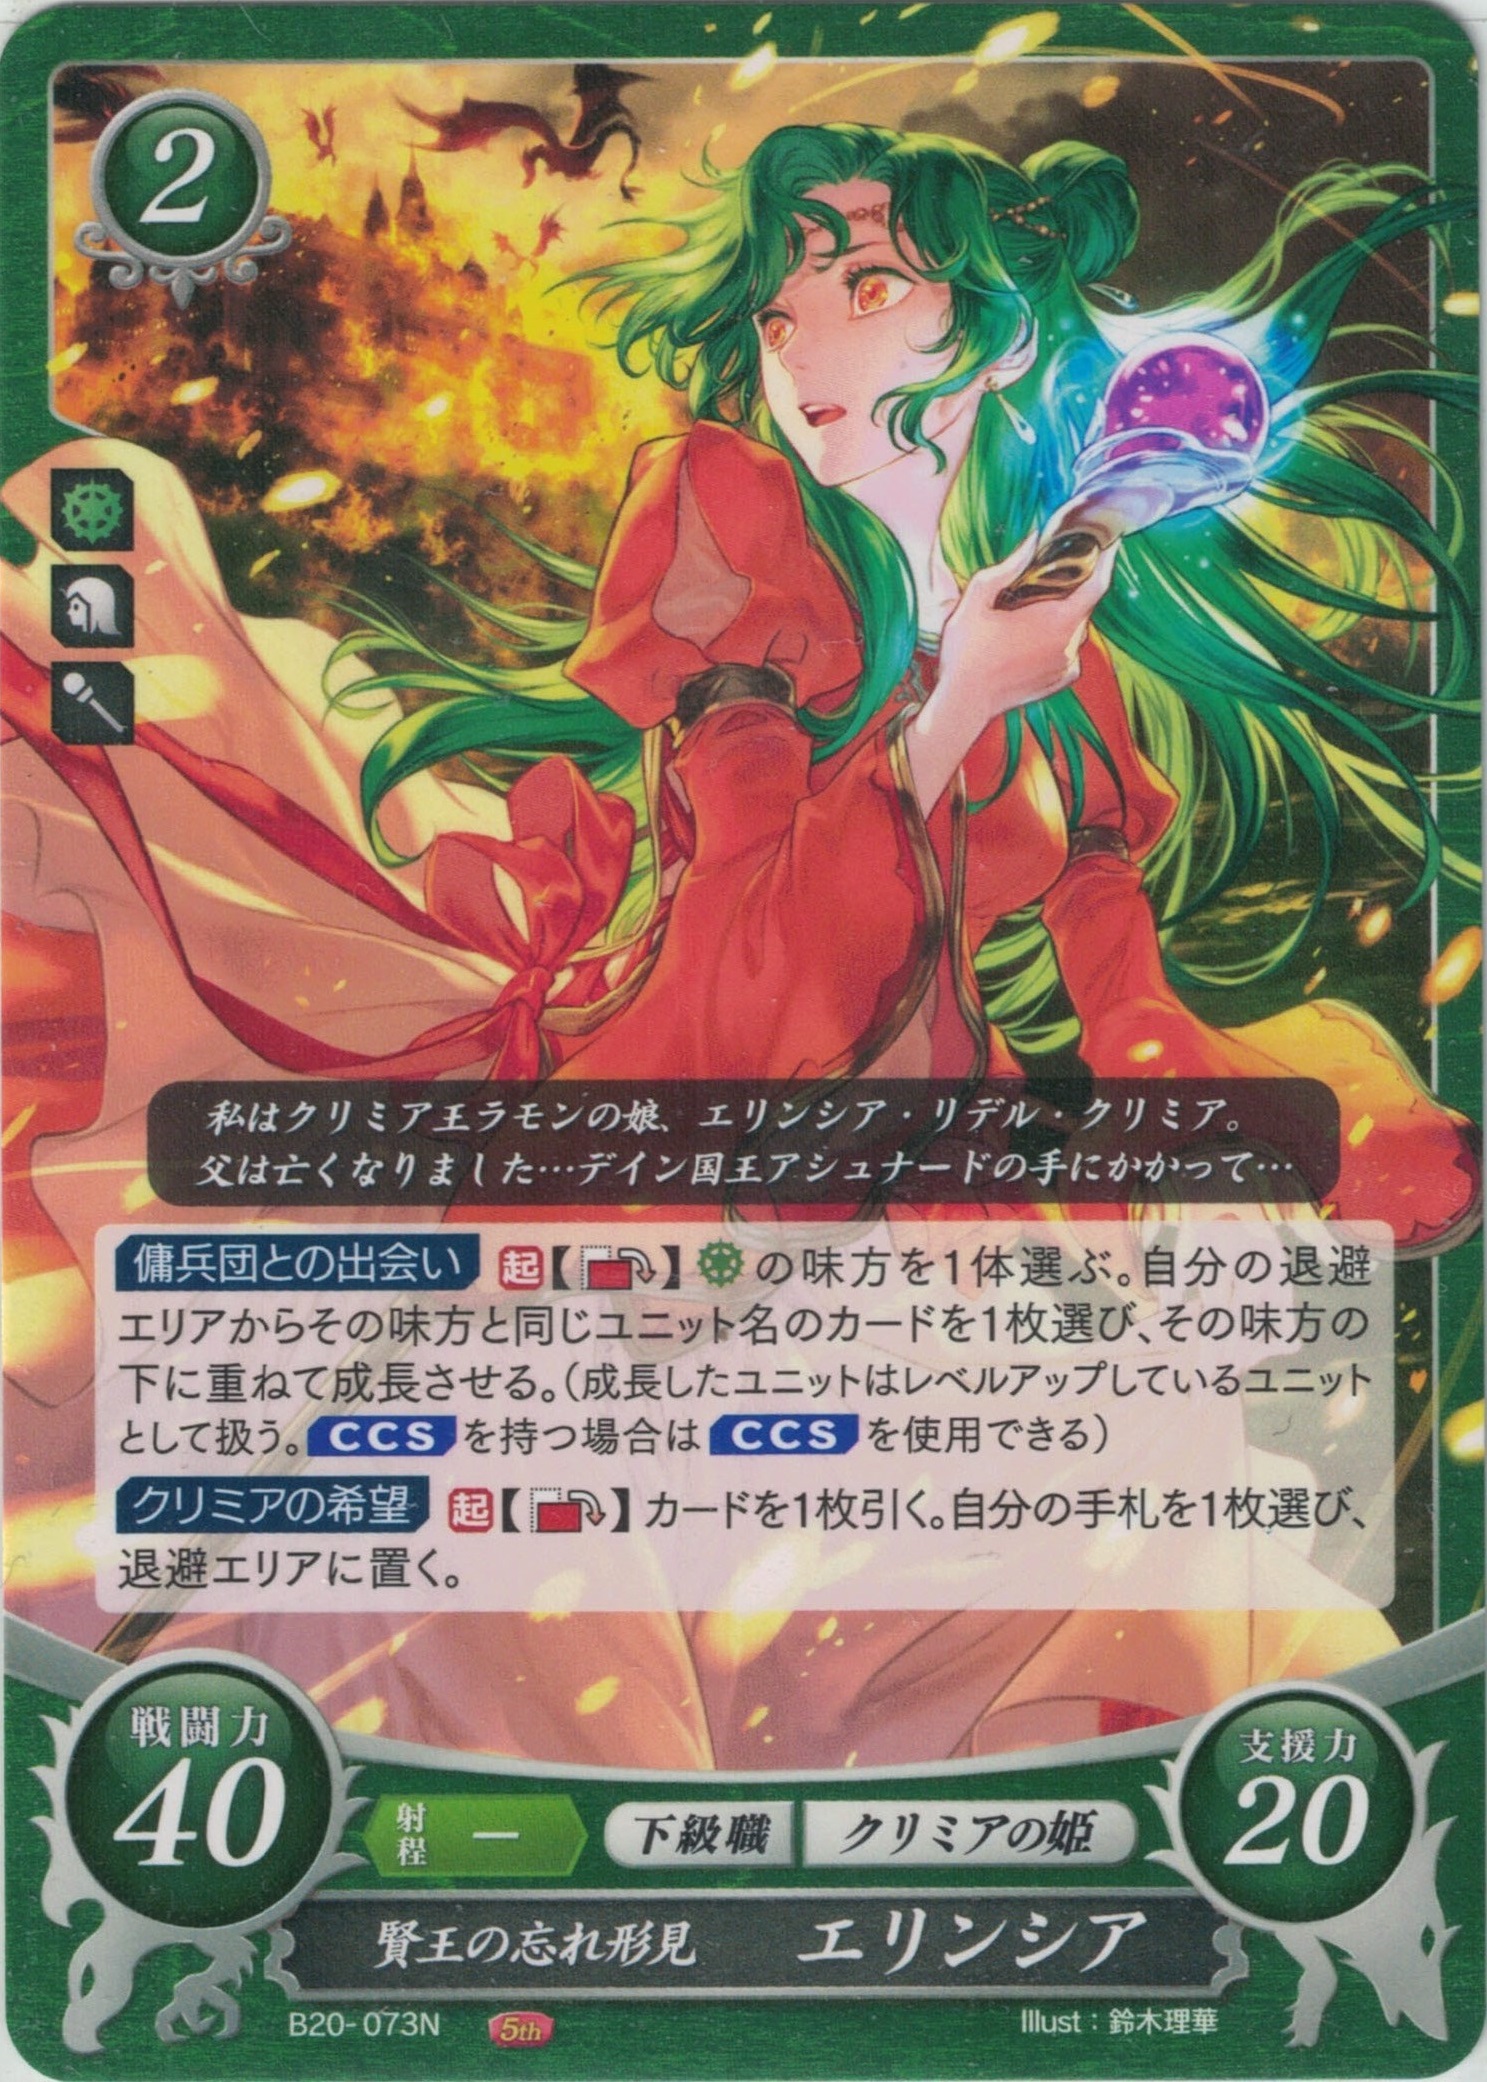 2
私はクリミア王ラモンの娘、エリンシア・リデル・クリミア。
父は亡くなりました…デイン国王アシュナードの手にかかって…
傭兵団との出会い 起【 】 の味方を1体選ぶ。自分の退避
エリアからその味方と同じユニット名のカードを1枚選び、その味方の
下に重ねて成長させる。（成長したユニットはレベルアップしているユニット
として扱う。CCSを持つ場合はCCSを使用できる）
クリミアの希望 起【 】カードを1枚引く。自分の手札を1枚選び、
退避エリアに置く。
戦闘力
40
射程 ー
下級職 クリミアの姫
支援力
20
賢王の忘れ形見 エリンシア
B20-073N 5th Illust：鈴木理華